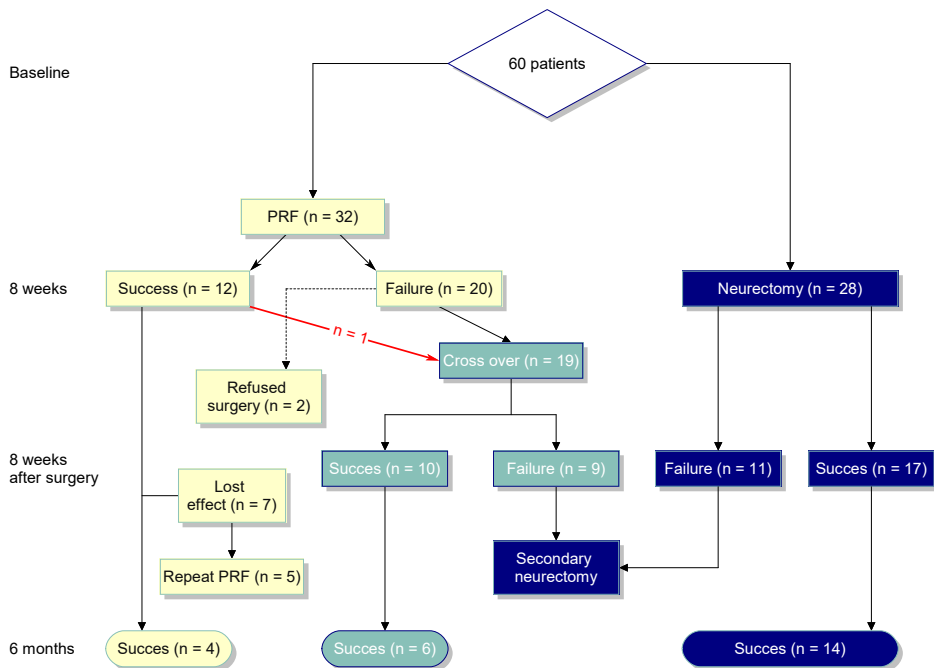 Baseline
60 patients
PRF (n = 32)
8 weeks
Success (n = 12)
Failure (n = 20)
Neurectomy (n = 28)
n = 1
Cross over (n = 19)
Refused
surgery (n = 2)
8 weeks
after surgery
Succes (n = 10)
Failure (n = 9)
Failure (n = 11)
Succes (n = 17)
Lost
effect (n = 7)
Repeat PRF (n = 5)
Secondary
neurectomy
6 months
Succes (n = 4)
Succes (n = 6)
Succes (n = 14)